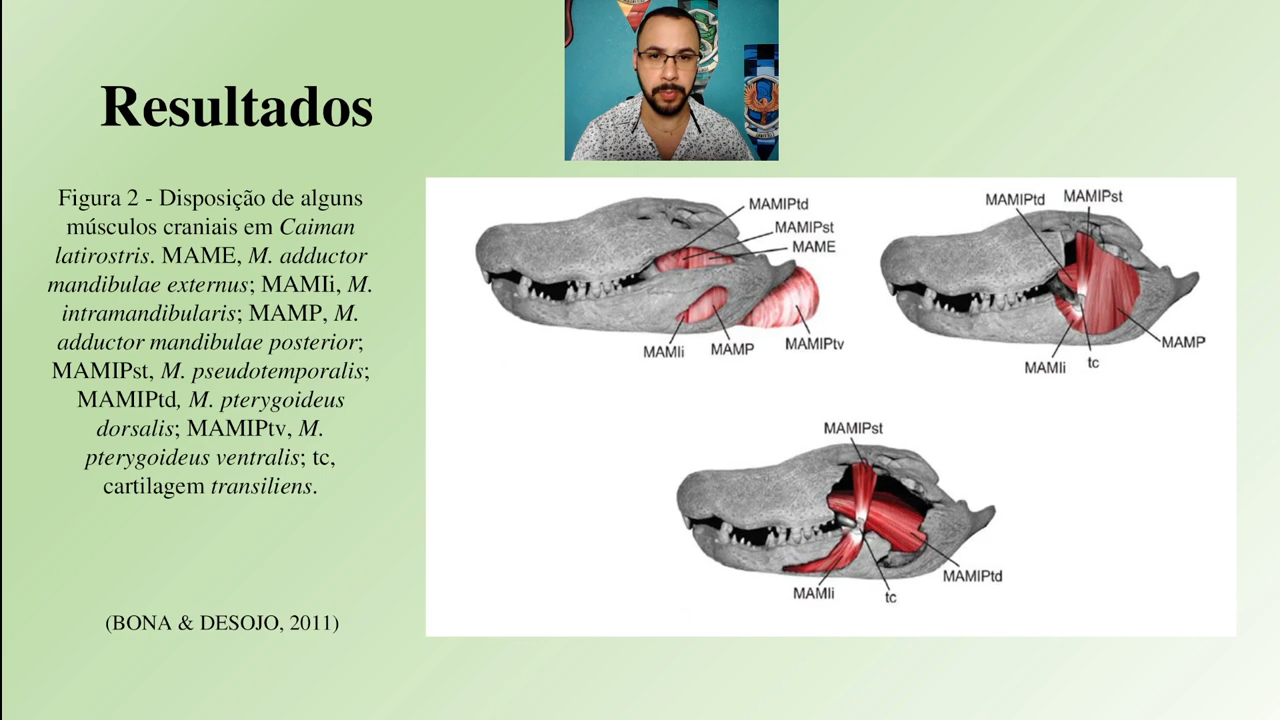 Resultados
Figura 2 - Disposição de alguns
músculos craniais em Caiman
latirostris. MAME, M. adductor
mandibulae externus; MAMIi, M.
intramandibularis; MAMP, M.
adductor mandibulae posterior;
MAMIPst, M. pseudotemporalis;
MAMIPtd, M. pterygoideus
dorsalis; MAMIPtv, M.
pterygoideus ventralis; tc,
cartilagem transiliens.
(BONA & DESOJO, 2011)
MAMIPtd
MAMIPst
MAME
MAMIi
MAMP
MAMIPtv
MAMIPtd
MAMIPst
MAMP
MAMIi
tc
MAMIPst
MAMIPtd
MAMIi
tc